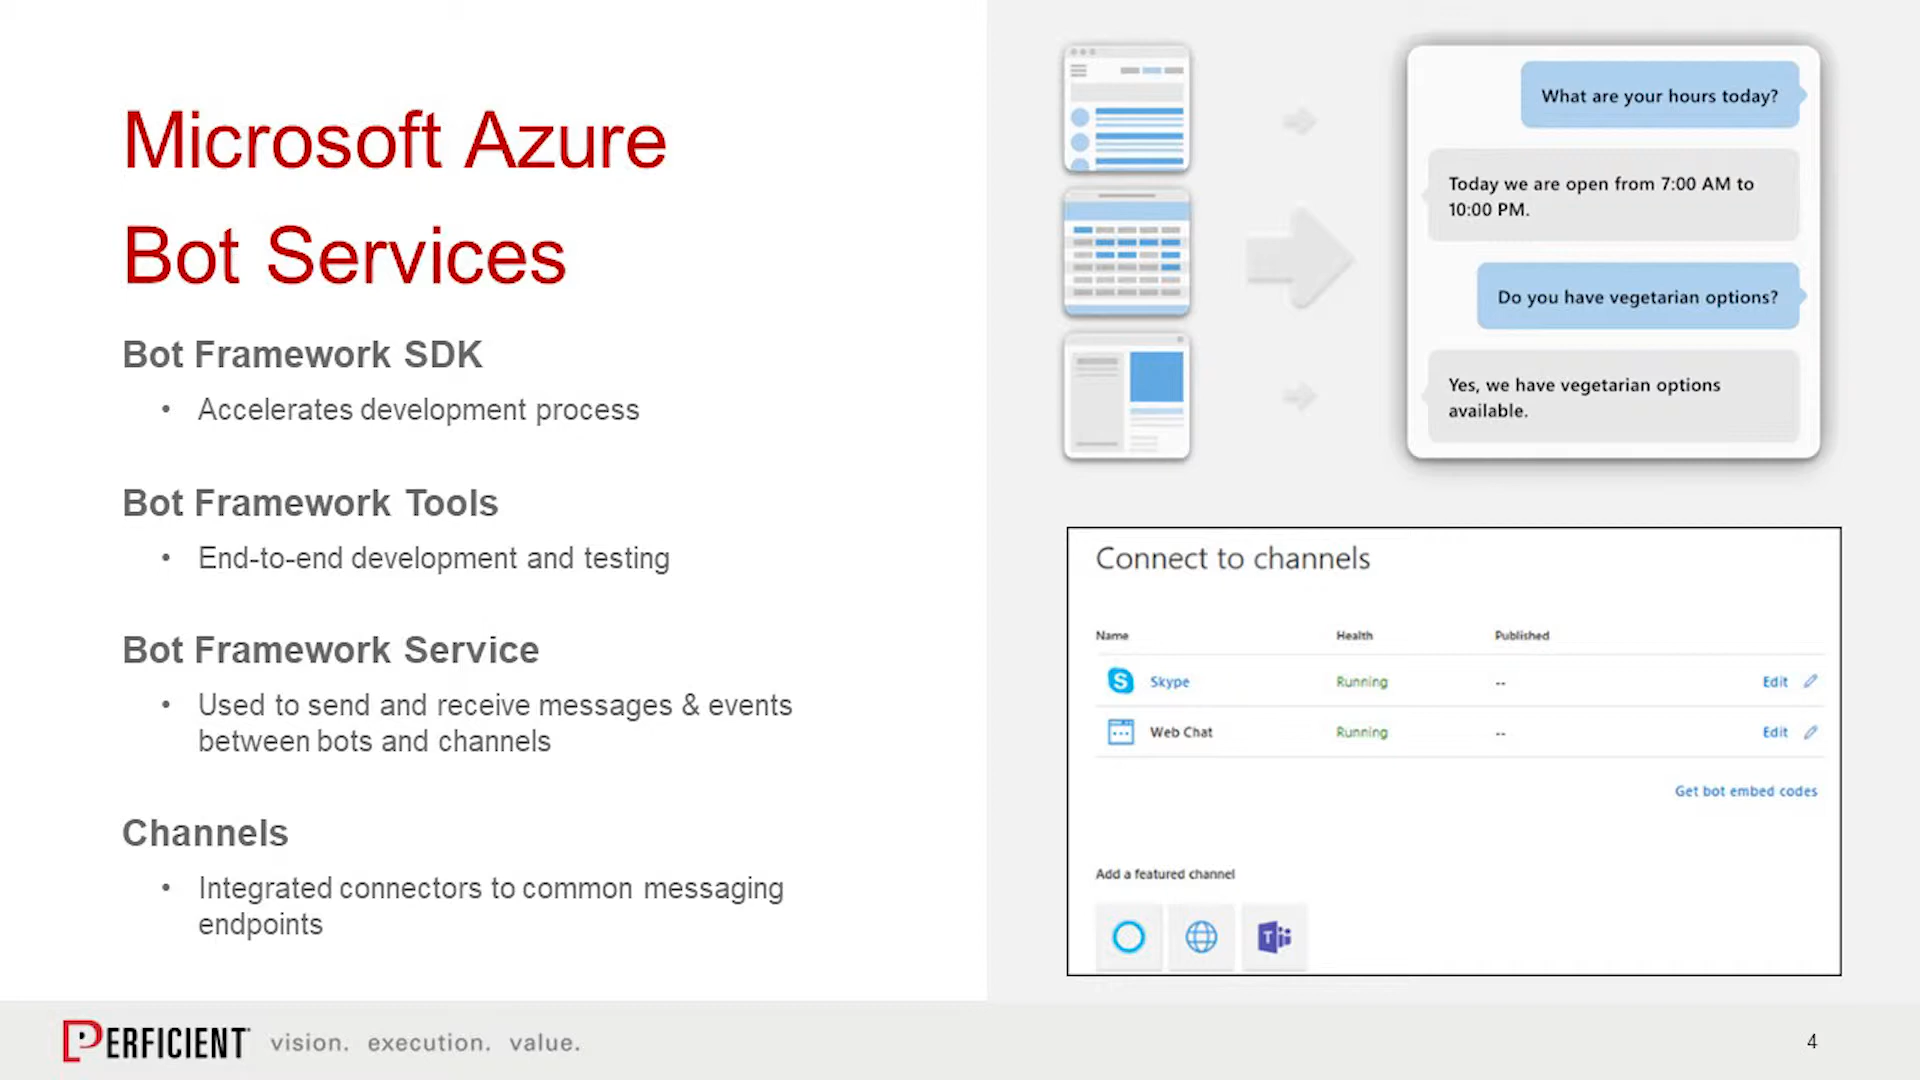 Microsoft Azure
Bot Services
Bot Framework SDK
• Accelerates development process
Bot Framework Tools
• End-to-end development and testing
Bot Framework Service
• Used to send and receive messages & events
between bots and channels
Channels
• Integrated connectors to common messaging
endpoints
What are your hours today?
Today we are open from 7:00 AM to
10:00 PM.
Do you have vegetarian options?
Yes, we have vegetarian options
available.
Connect to channels
Name Health Published
Skype Running -- Edit
Web Chat Running -- Edit
Get bot embed codes
Add a featured channel
PERFICIENT vision. execution. value.
4